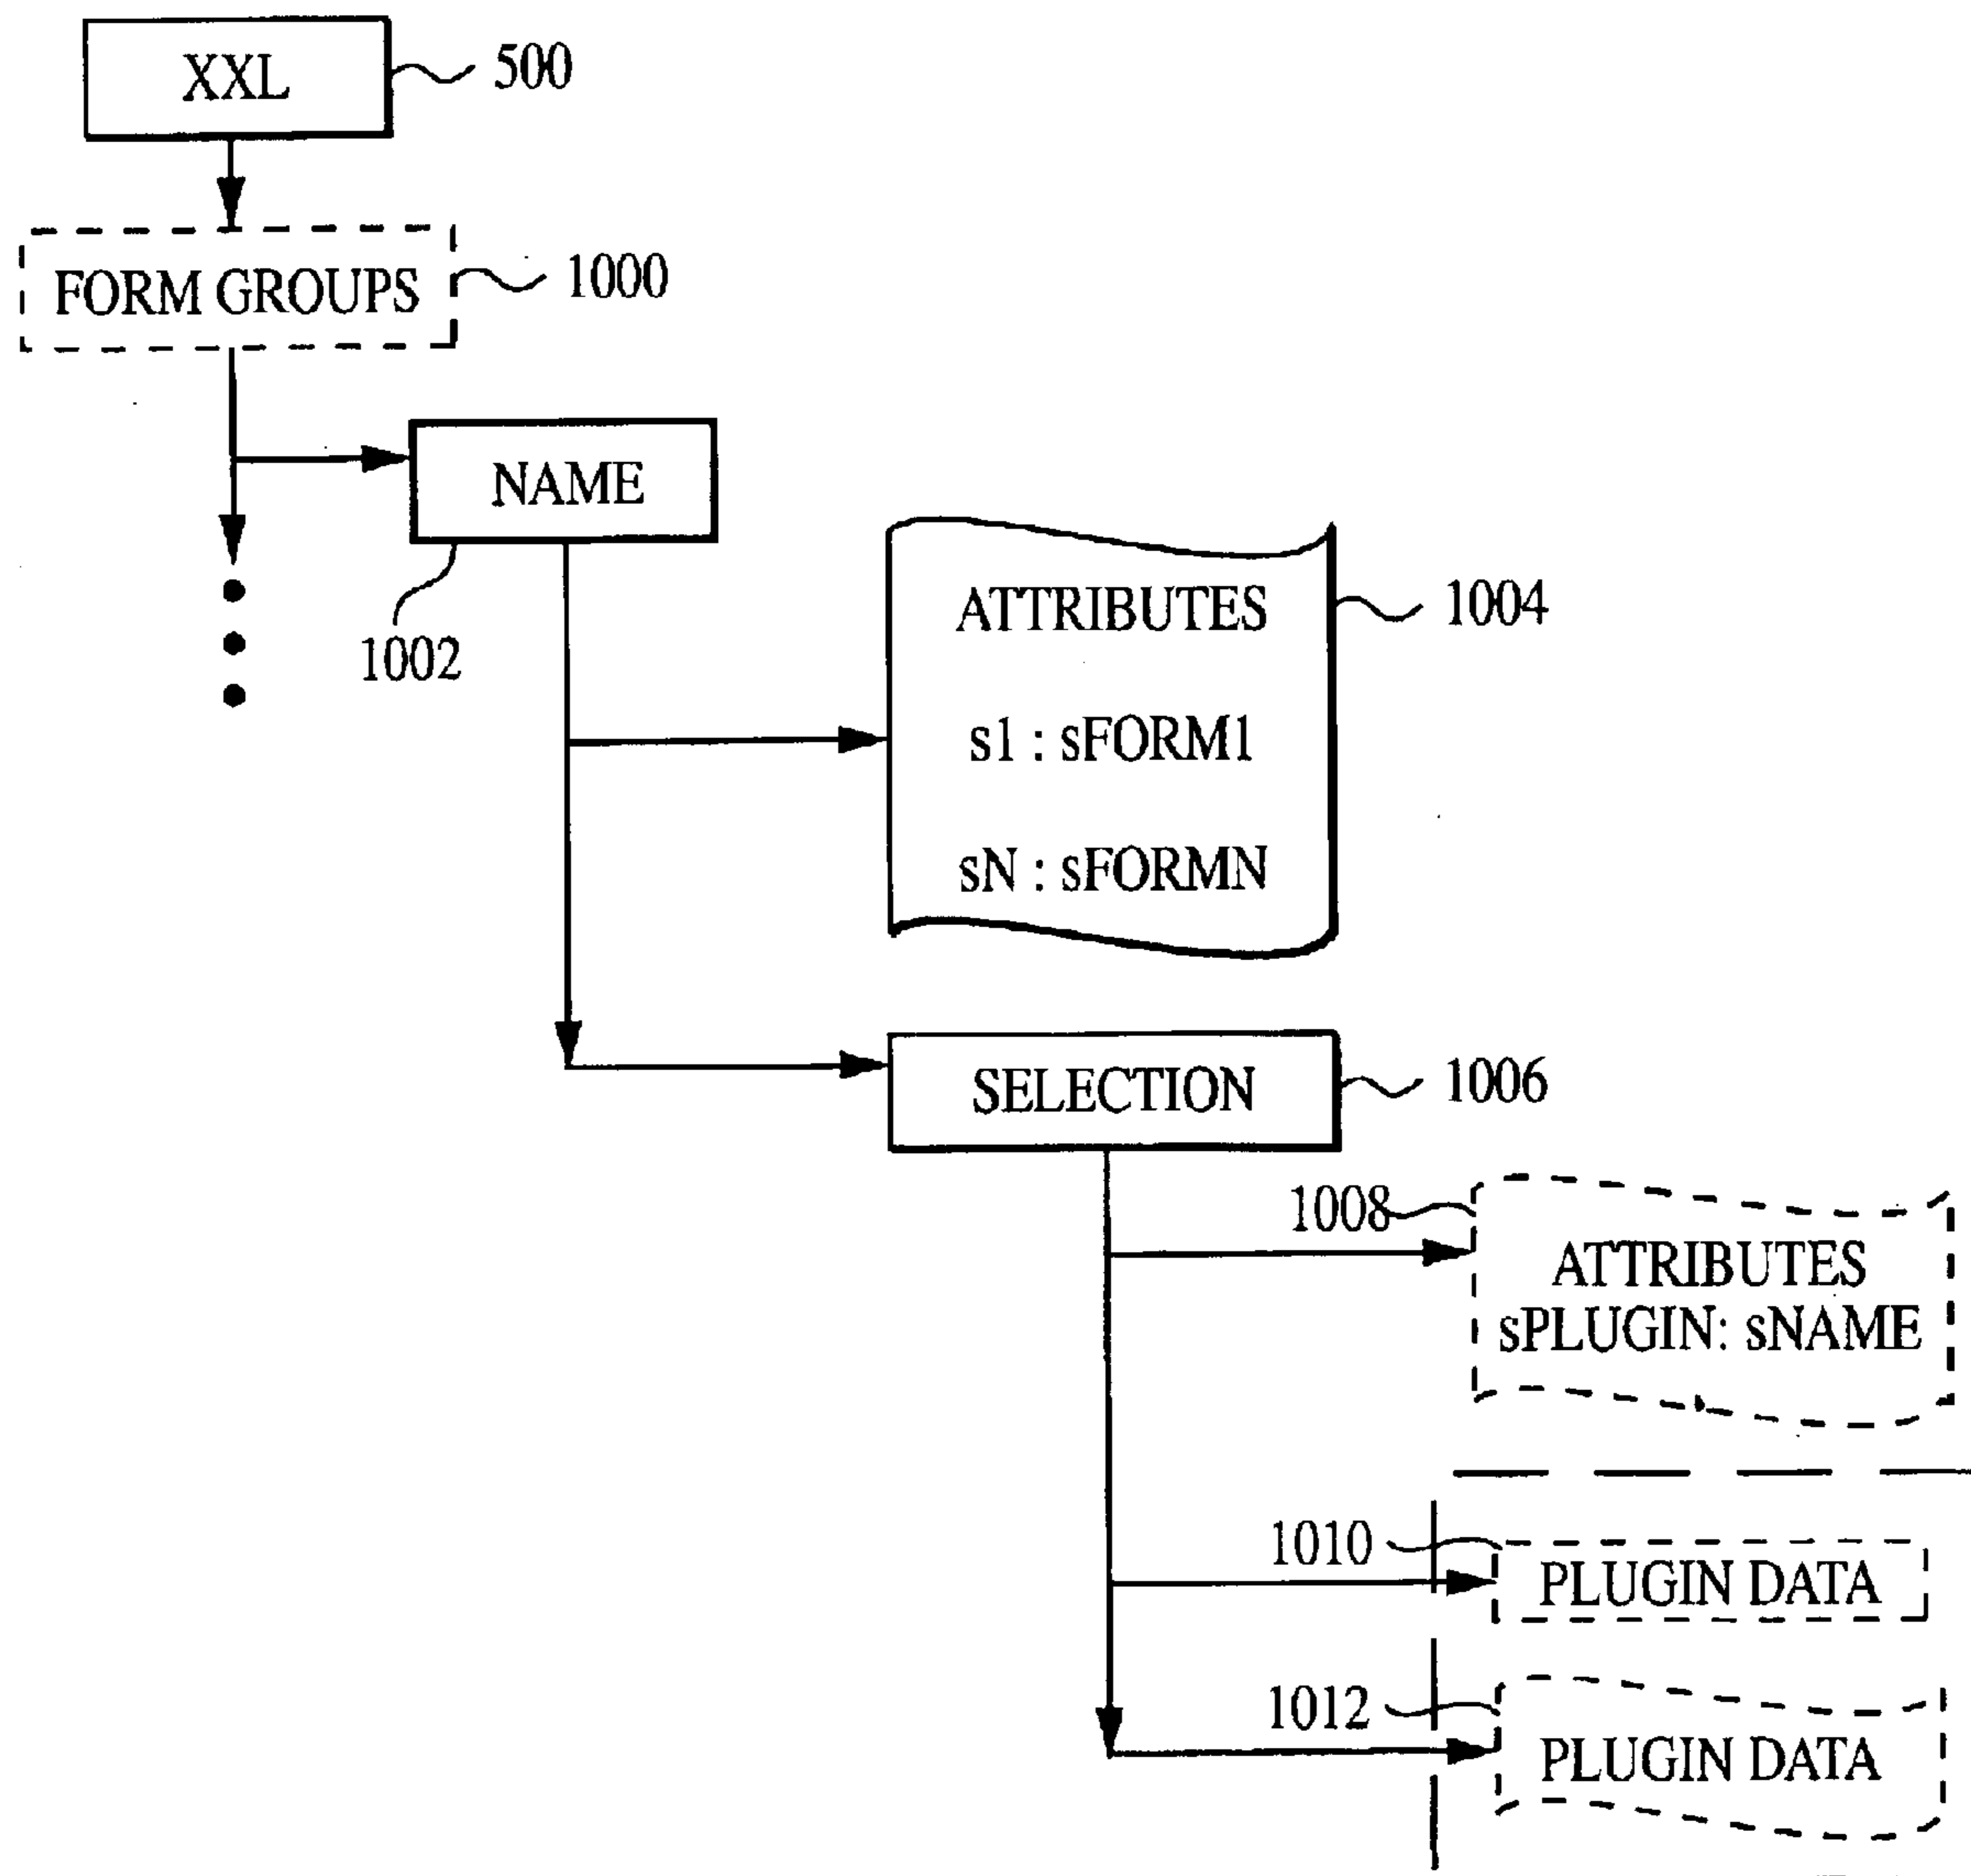 XXL
500
FORM GROUPS
1000
NAME
1002
ATTRIBUTES
1004
s1 : sFORM1
sN : sFORMN
SELECTION
1006
1008
ATTRIBUTES
sPLUGIN: sNAME
1010
PLUGIN DATA
1012
PLUGIN DATA